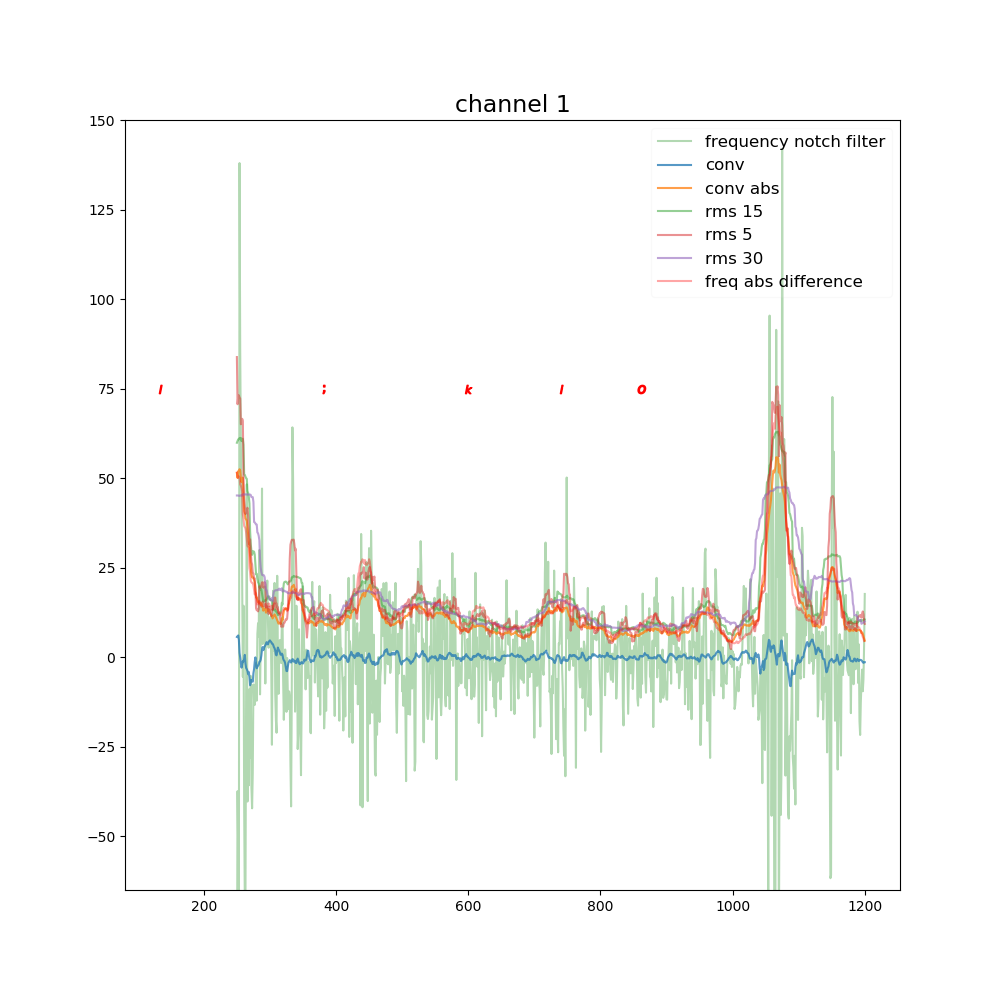 channel 1
150
125
100
75
50
25
0
−25
−50
frequency notch filter
conv
conv abs
rms 15
rms 5
rms 30
freq abs difference
l ; k l o
200 400 600 800 1000 1200